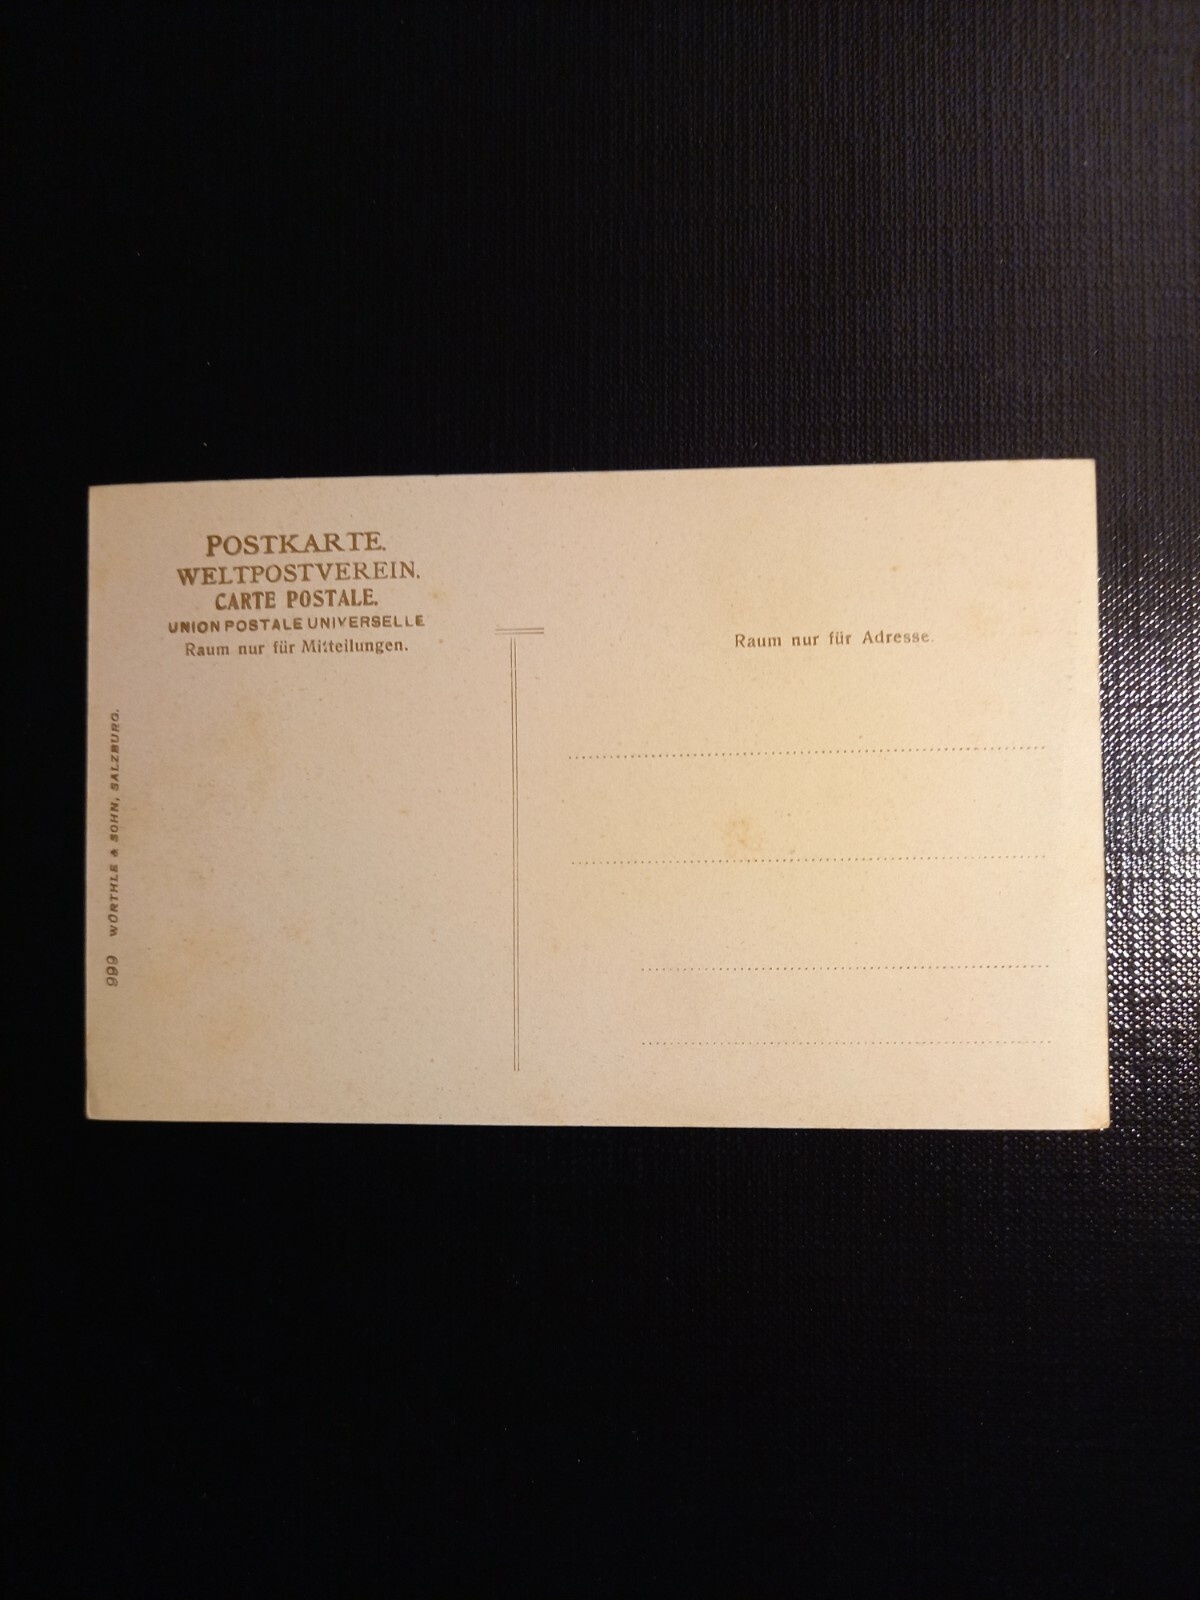 POSTKARTE.
WELTPOSTVEREIN.
CARTE POSTALE.
UNION POSTALE UNIVERSELLE
Raum nur für Mitteilungen.
Raum nur für Adresse.
999 WÜRTHLE & SOHN, SALZBURG.